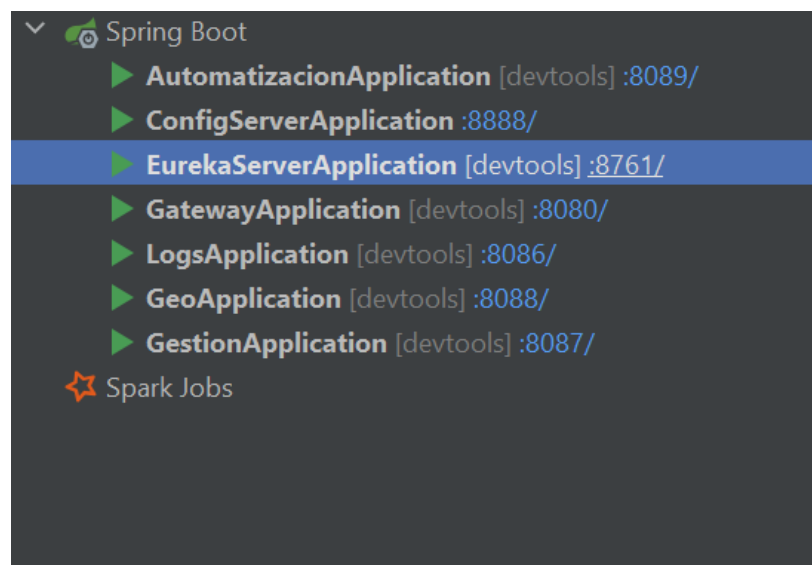 Spring Boot
AutomatizacionApplication [devtools] :8089/
ConfigServerApplication :8888/
EurekaServerApplication [devtools] :8761/
GatewayApplication [devtools] :8080/
LogsApplication [devtools] :8086/
GeoApplication [devtools] :8088/
GestionApplication [devtools] :8087/
Spark Jobs